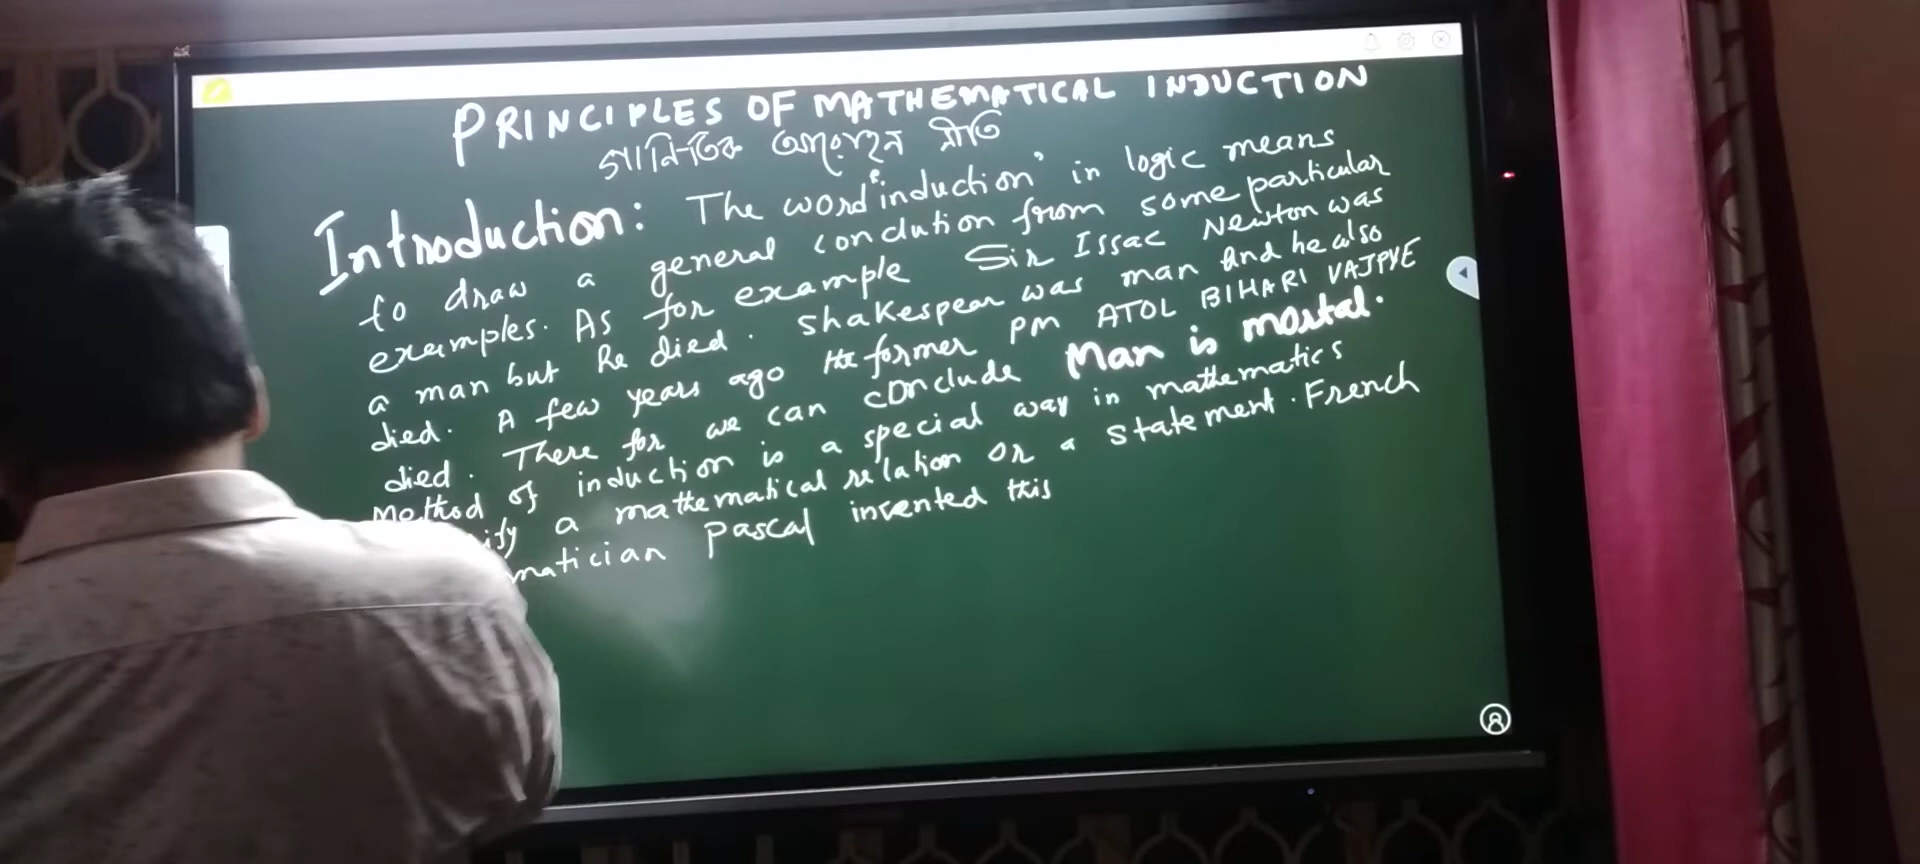 PRINCIPLES OF MATHEMATICAL INDUCTION
গাণিতিক আৰোহন নীতি
Introduction: The word "induction" in logic means
to draw a general conclution from some particular
examples. As for example Sir Issac Newton was
a man but he died. Shakespear was man and he also
died. A few years ago the former PM ATOL BIHARI VAJPYE
died. There for we can conclude Man is mortal.
Method of induction is a special way in mathematics
ify a mathematical relation or a statement. French
matician Pascal invented this